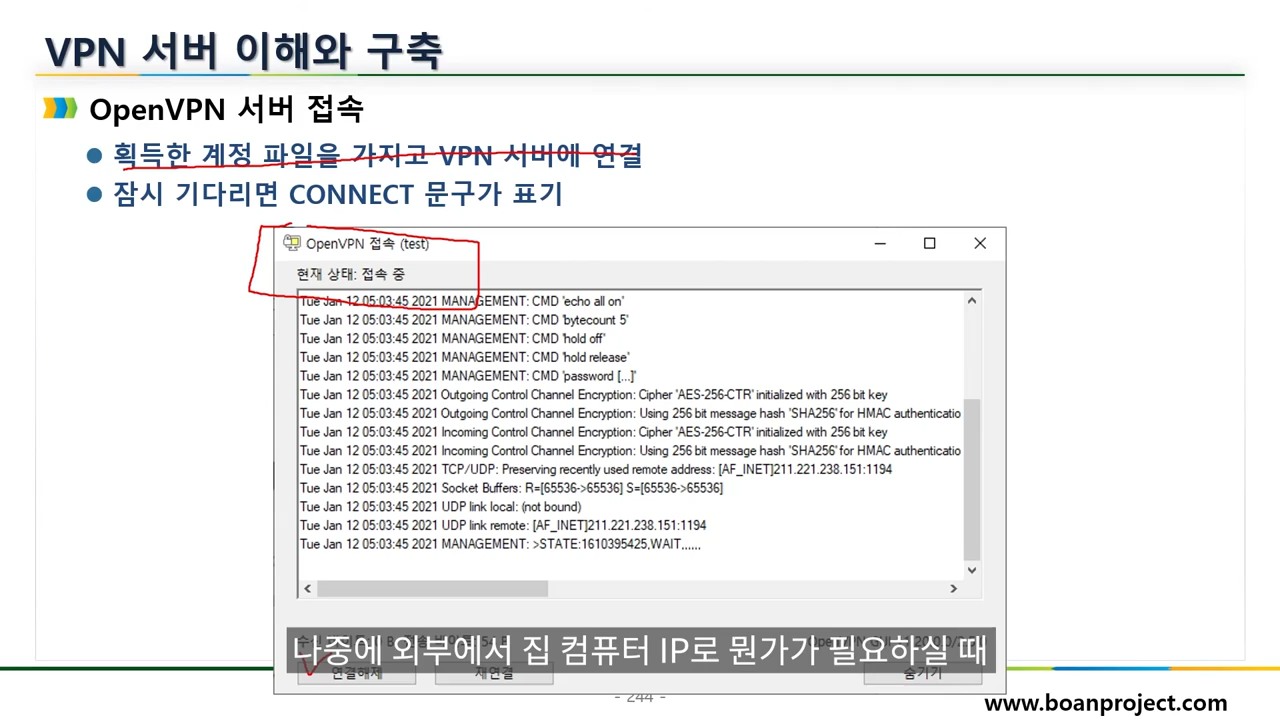 VPN 서버 이해와 구축
OpenVPN 서버 접속
획득한 계정 파일을 가지고 VPN 서버에 연결
잠시 기다리면 CONNECT 문구가 표기
OpenVPN 접속 (test)
현재 상태: 접속 중
Tue Jan 12 05:03:45 2021 MANAGEMENT: CMD 'echo all on'
Tue Jan 12 05:03:45 2021 MANAGEMENT: CMD 'bytecount 5'
Tue Jan 12 05:03:45 2021 MANAGEMENT: CMD 'hold off'
Tue Jan 12 05:03:45 2021 MANAGEMENT: CMD 'hold release'
Tue Jan 12 05:03:45 2021 MANAGEMENT: CMD 'password [...]'
Tue Jan 12 05:03:45 2021 Outgoing Control Channel Encryption: Cipher 'AES-256-CTR' initialized with 256 bit key
Tue Jan 12 05:03:45 2021 Outgoing Control Channel Encryption: Using 256 bit message hash 'SHA256' for HMAC authenticatio
Tue Jan 12 05:03:45 2021 Incoming Control Channel Encryption: Cipher 'AES-256-CTR' initialized with 256 bit key
Tue Jan 12 05:03:45 2021 Incoming Control Channel Encryption: Using 256 bit message hash 'SHA256' for HMAC authenticatio
Tue Jan 12 05:03:45 2021 TCP/UDP: Preserving recently used remote address: [AF_INET]211.221.238.151:1194
Tue Jan 12 05:03:45 2021 Socket Buffers: R=[65536->65536] S=[65536->65536]
Tue Jan 12 05:03:45 2021 UDP link local: (not bound)
Tue Jan 12 05:03:45 2021 UDP link remote: [AF_INET]211.221.238.151:1194
Tue Jan 12 05:03:45 2021 MANAGEMENT: >STATE:1610395425,WAIT,,,,,,
나중에 외부에서 집 컴퓨터 IP로 뭔가가 필요하실 때
연결해제 재연결 숨기기
- 244 -
www.boanproject.com